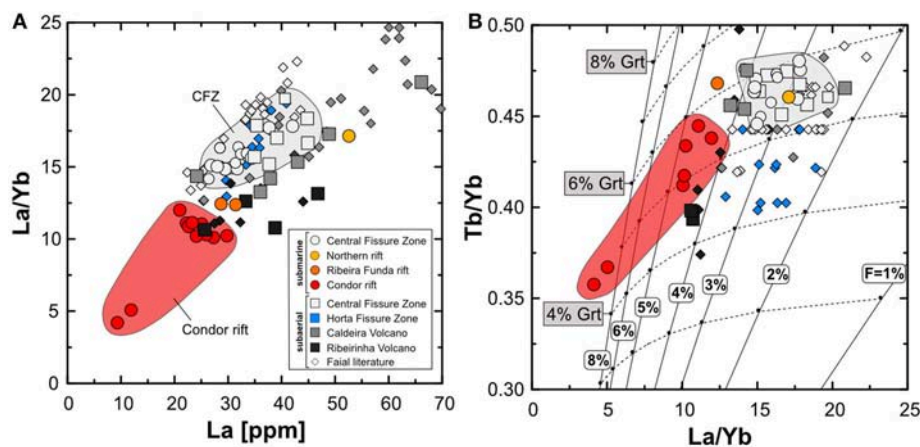 A
25
20
15
10
5
0
La/Yb
0 10 20 30 40 50 60 70
La [ppm]
CFZ
Condor rift
submarine
Central Fissure Zone
Northern rift
Ribeira Funda rift
Condor rift
subaerial
Central Fissure Zone
Horta Fissure Zone
Caldeira Volcano
Ribeirinha Volcano
Faial literature
B
0.50
0.45
0.40
0.35
0.30
Tb/Yb
0 5 10 15 20 25
La/Yb
8% Grt
6% Grt
4% Grt
8%
6%
5%
4%
3%
2%
F=1%